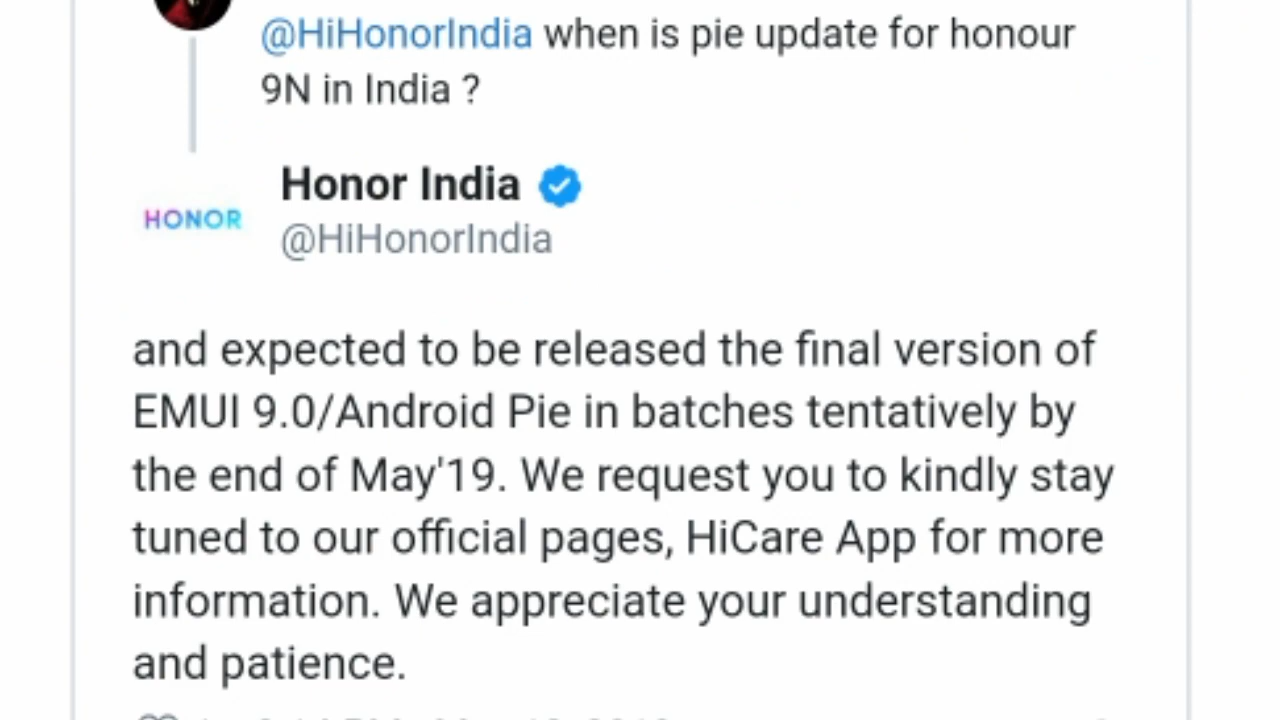 @HiHonorIndia when is pie update for honour
9N in India ?
Honor India
HONOR
@HiHonorIndia
and expected to be released the final version of
EMUI 9.0/Android Pie in batches tentatively by
the end of May'19. We request you to kindly stay
tuned to our official pages, HiCare App for more
information. We appreciate your understanding
and patience.